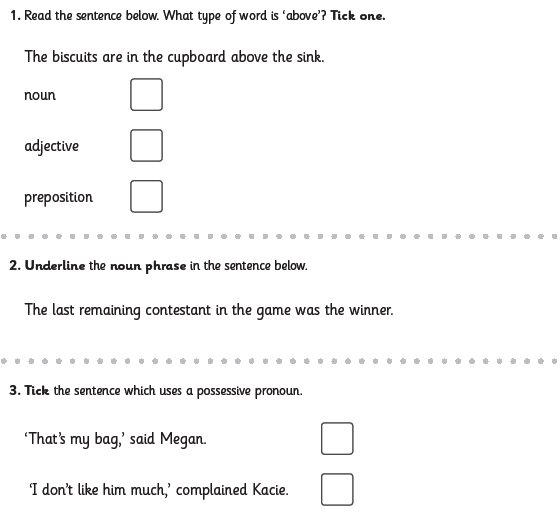 1. Read the sentence below. What type of word is ‘above’? Tick one.
The biscuits are in the cupboard above the sink.
noun
adjective
preposition
2. Underline the noun phrase in the sentence below.
The last remaining contestant in the game was the winner.
3. Tick the sentence which uses a possessive pronoun.
‘That’s my bag,’ said Megan.
‘I don’t like him much,’ complained Kacie.